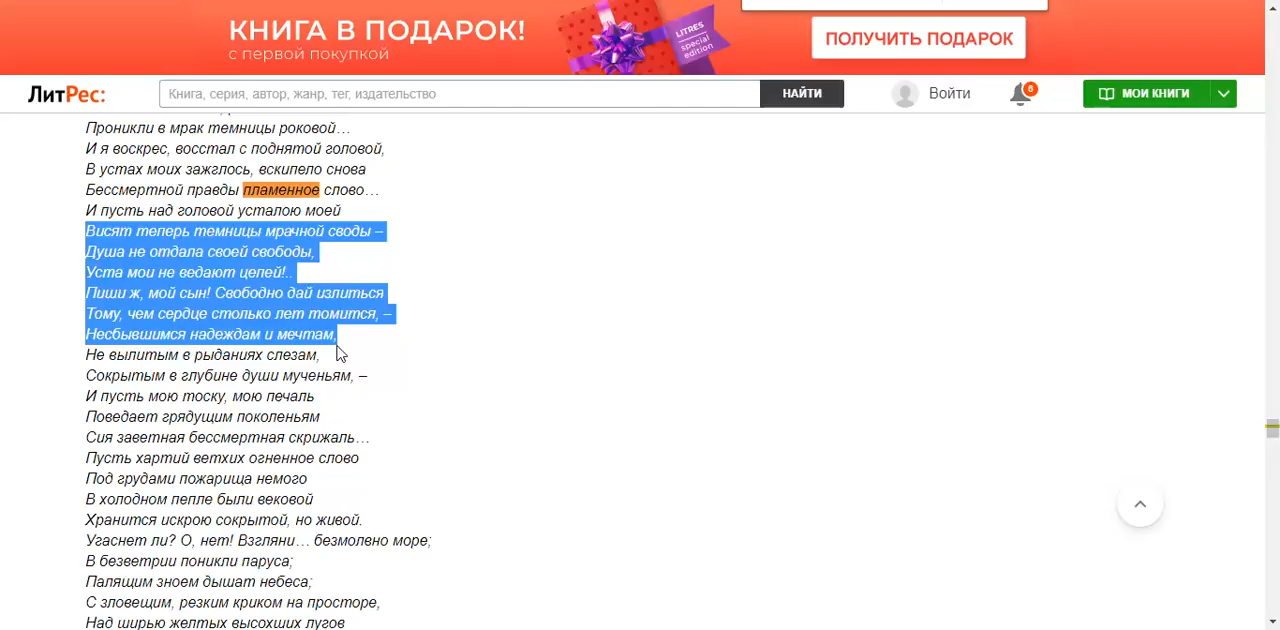 КНИГА В ПОДАРОК!
с первой покупкой
LITRES
special
edition
ПОЛУЧИТЬ ПОДАРОК
ЛитРес:
Книга, серия, автор, жанр, тег, издательство
НАЙТИ
Войти
6
МОИ КНИГИ
Проникли в мрак темницы роковой…
И я воскрес, восстал с поднятой головой,
В устах моих зажглось, вскипело снова
Бессмертной правды пламенное слово…
И пусть над головой усталою моей
Висят теперь темницы мрачной своды –
Душа не отдала своей свободы,
Уста мои не ведают цепей!..
Пиши ж, мой сын! Свободно дай излиться
Тому, чем сердце столько лет томится, –
Несбывшимся надеждам и мечтам,
Не вылитым в рыданиях слезам,
Сокрытым в глубине души мученьям, –
И пусть мою тоску, мою печаль
Поведает грядущим поколеньям
Сия заветная бессмертная скрижаль…
Пусть хартий ветхих огненное слово
Под грудами пожарища немого
В холодном пепле были вековой
Хранится искрою сокрытой, но живой.
Угаснет ли? О, нет! Взгляни… безмолвно море;
В безветрии поникли паруса;
Палящим зноем дышат небеса;
С зловещим, резким криком на просторе,
Над ширью желтых высохших лугов